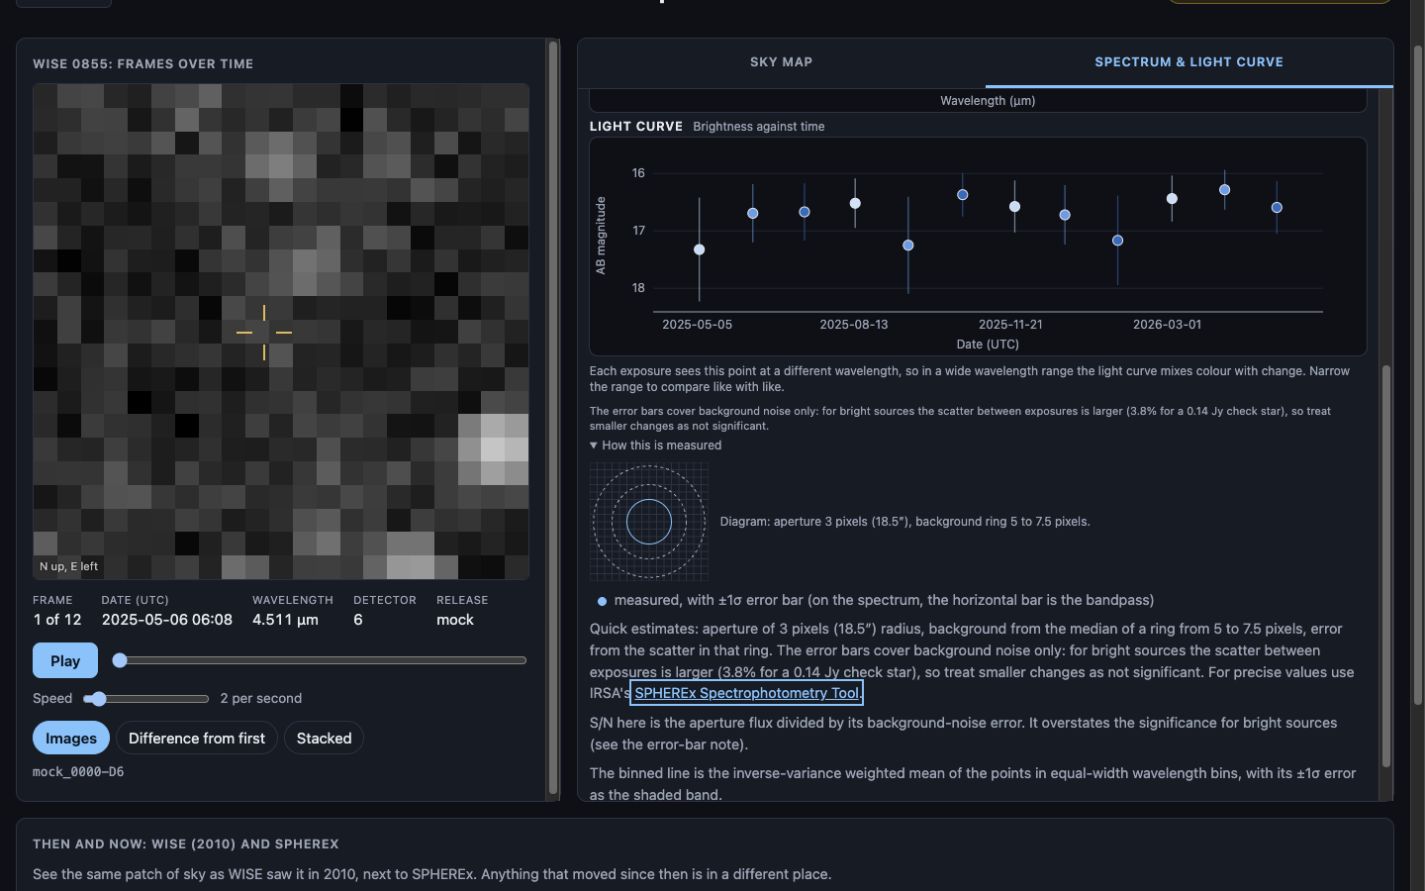 WISE 0855: FRAMES OVER TIME
N up, E left
FRAME
1 of 12
DATE (UTC)
2025-05-06 06:08
WAVELENGTH
4.511 µm
DETECTOR
6
RELEASE
mock
Play
Speed
2 per second
Images
Difference from first
Stacked
mock_0000–D6
SKY MAP
SPECTRUM & LIGHT CURVE
Wavelength (µm)
LIGHT CURVE Brightness against time
AB magnitude
16
17
18
2025-05-05
2025-08-13
2025-11-21
2026-03-01
Date (UTC)
Each exposure sees this point at a different wavelength, so in a wide wavelength range the light curve mixes colour with change. Narrow
the range to compare like with like.
The error bars cover background noise only: for bright sources the scatter between exposures is larger (3.8% for a 0.14 Jy check star), so treat
smaller changes as not significant.
▼ How this is measured
Diagram: aperture 3 pixels (18.5″), background ring 5 to 7.5 pixels.
measured, with ±1σ error bar (on the spectrum, the horizontal bar is the bandpass)
Quick estimates: aperture of 3 pixels (18.5″) radius, background from the median of a ring from 5 to 7.5 pixels, error
from the scatter in that ring. The error bars cover background noise only: for bright sources the scatter between
exposures is larger (3.8% for a 0.14 Jy check star), so treat smaller changes as not significant. For precise values use
IRSA's SPHEREx Spectrophotometry Tool.
S/N here is the aperture flux divided by its background-noise error. It overstates the significance for bright sources
(see the error-bar note).
The binned line is the inverse-variance weighted mean of the points in equal-width wavelength bins, with its ±1σ error
as the shaded band.
THEN AND NOW: WISE (2010) AND SPHEREX
See the same patch of sky as WISE saw it in 2010, next to SPHEREx. Anything that moved since then is in a different place.